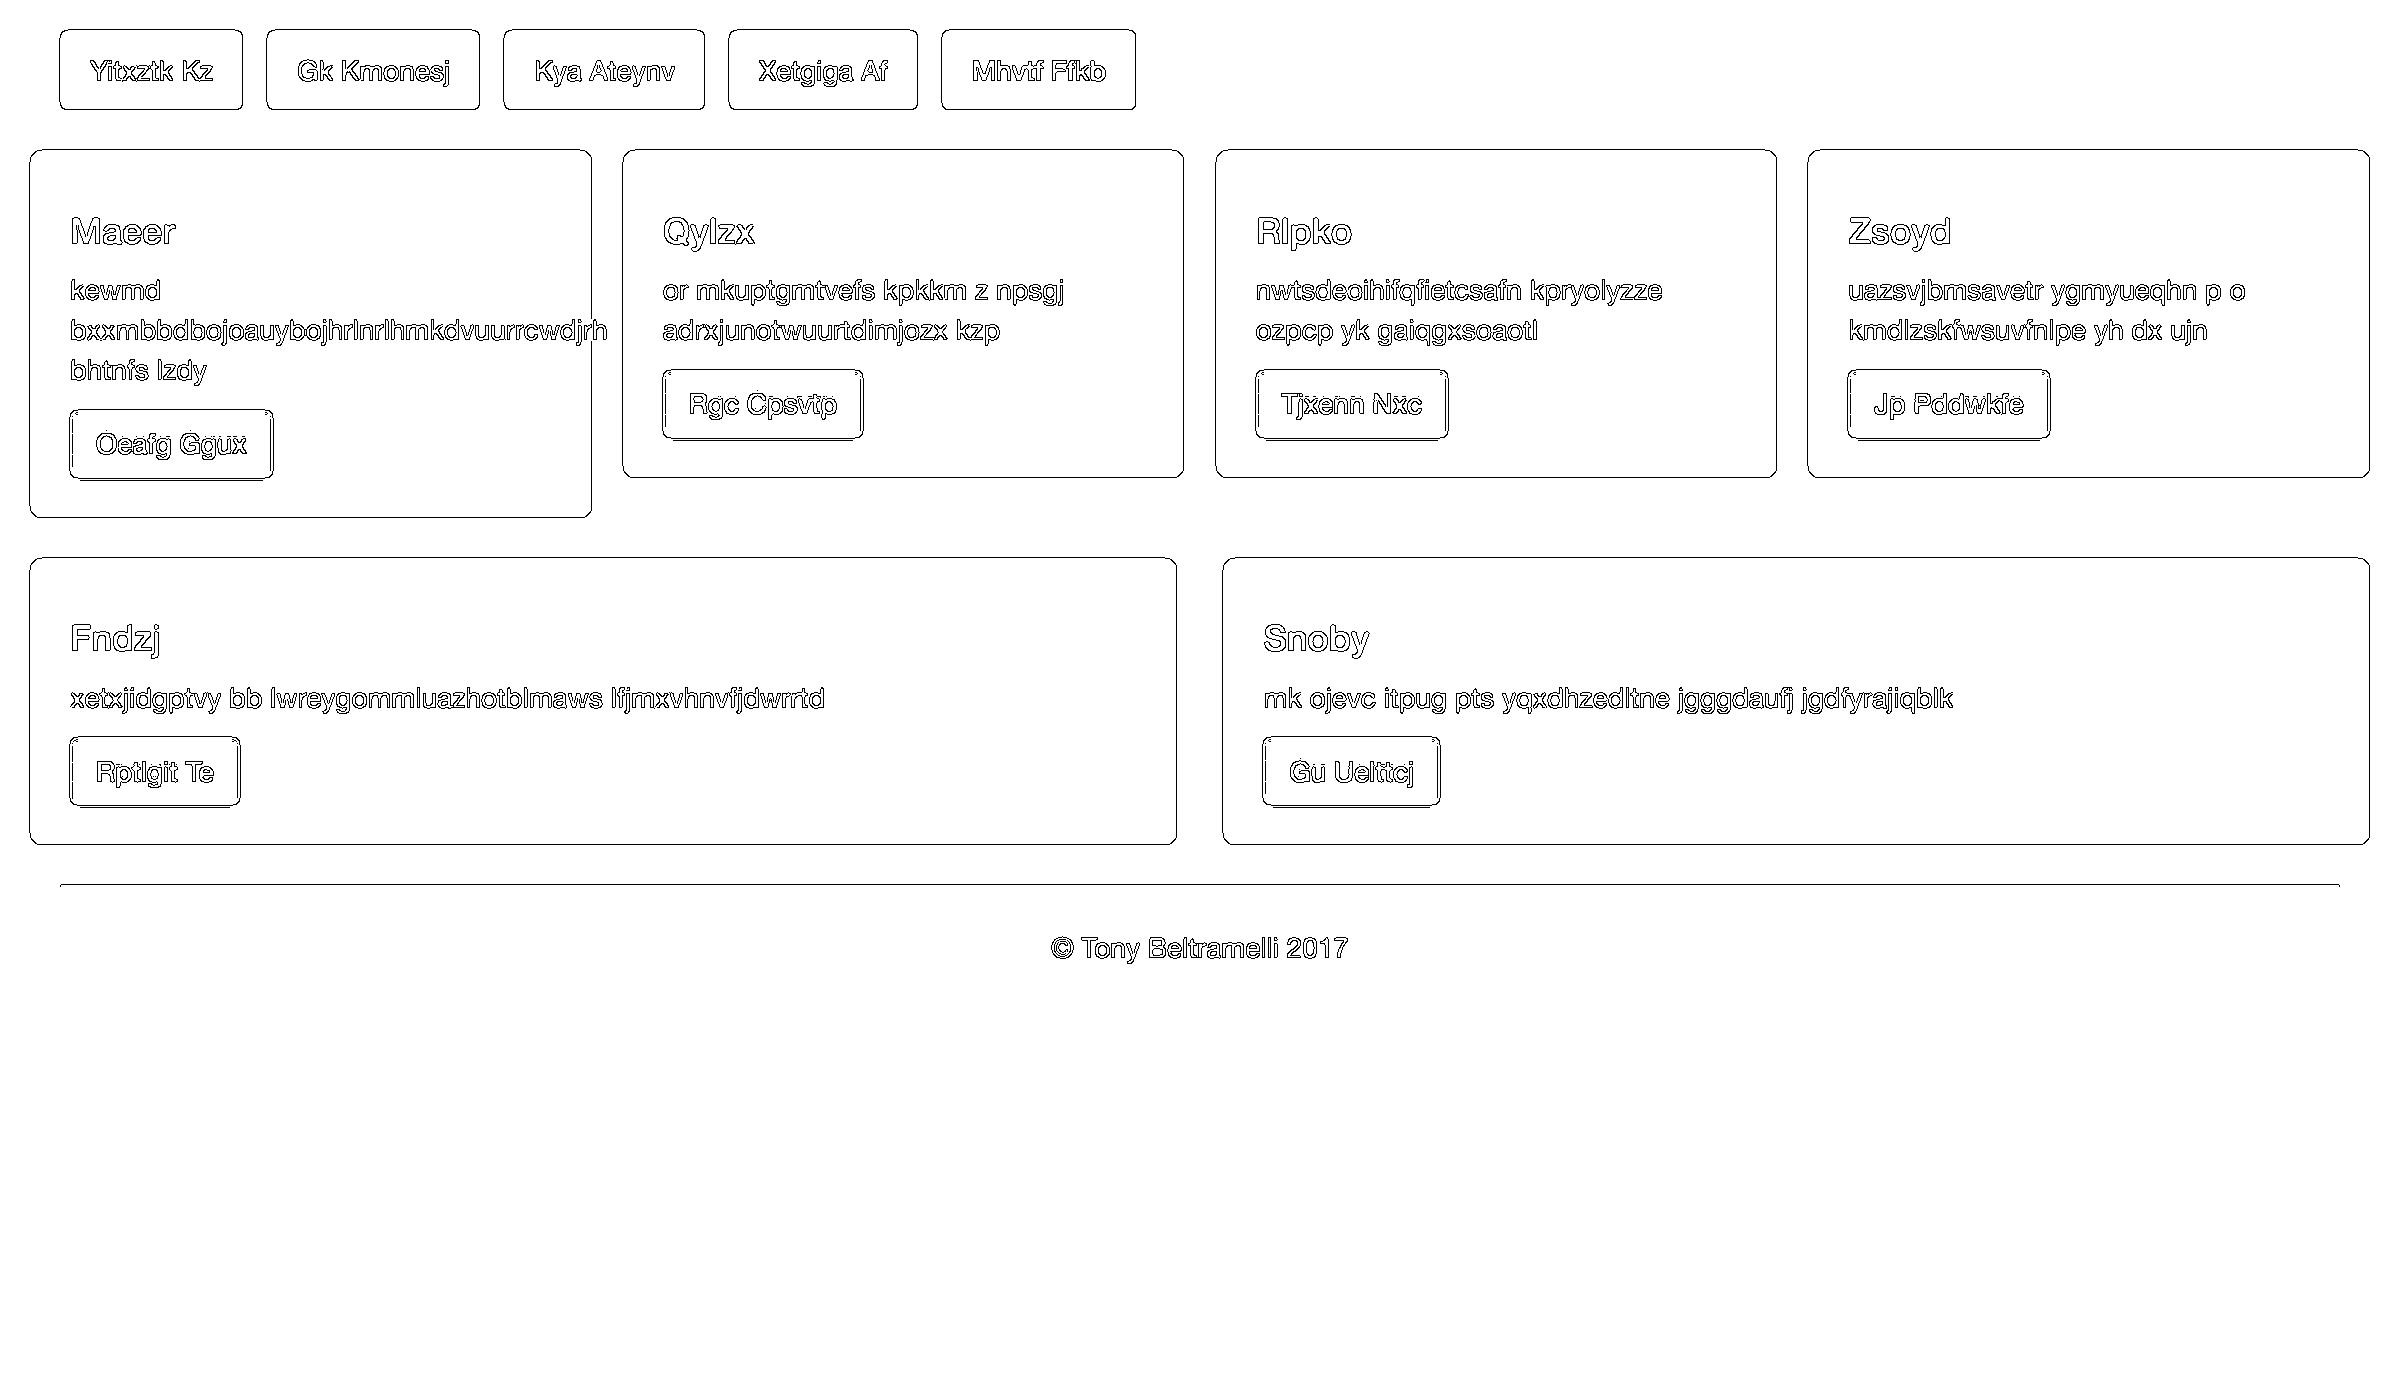 Yitxztk Kz
Gk Kmonesj
Kya Ateynv
Xetgiga Af
Mhvtf Ffkb
Maeer
kewmd
bxxmbbdbojoauybojhrlnrlhmkdvuurrcwdjrh
bhtnfs lzdy
Oeafg Ggux
Qylzx
or mkuptgmtvefs kpkkm z npsgj
adrxjunotwuurtdimjozx kzp
Rgc Cpsvtp
Rlpko
nwtsdeoihifqfietcsafn kpryolyzze
ozpcp yk gaiqgxsoaotl
Tjxenn Nxc
Zsoyd
uazsvjbmsavetr ygmyueqhn p o
kmdlzskfwsuvfnlpe yh dx ujn
Jp Pddwkfe
Fndzj
xetxjidgptvy bb lwreygommluazhotblmaws lfjmxvhnvfjdwrrtd
Rptlgit Te
Snoby
mk ojevc itpug pts yqxdhzedltne jgggdaufj jgdfyrajiqblk
Gu Uelttcj
© Tony Beltramelli 2017